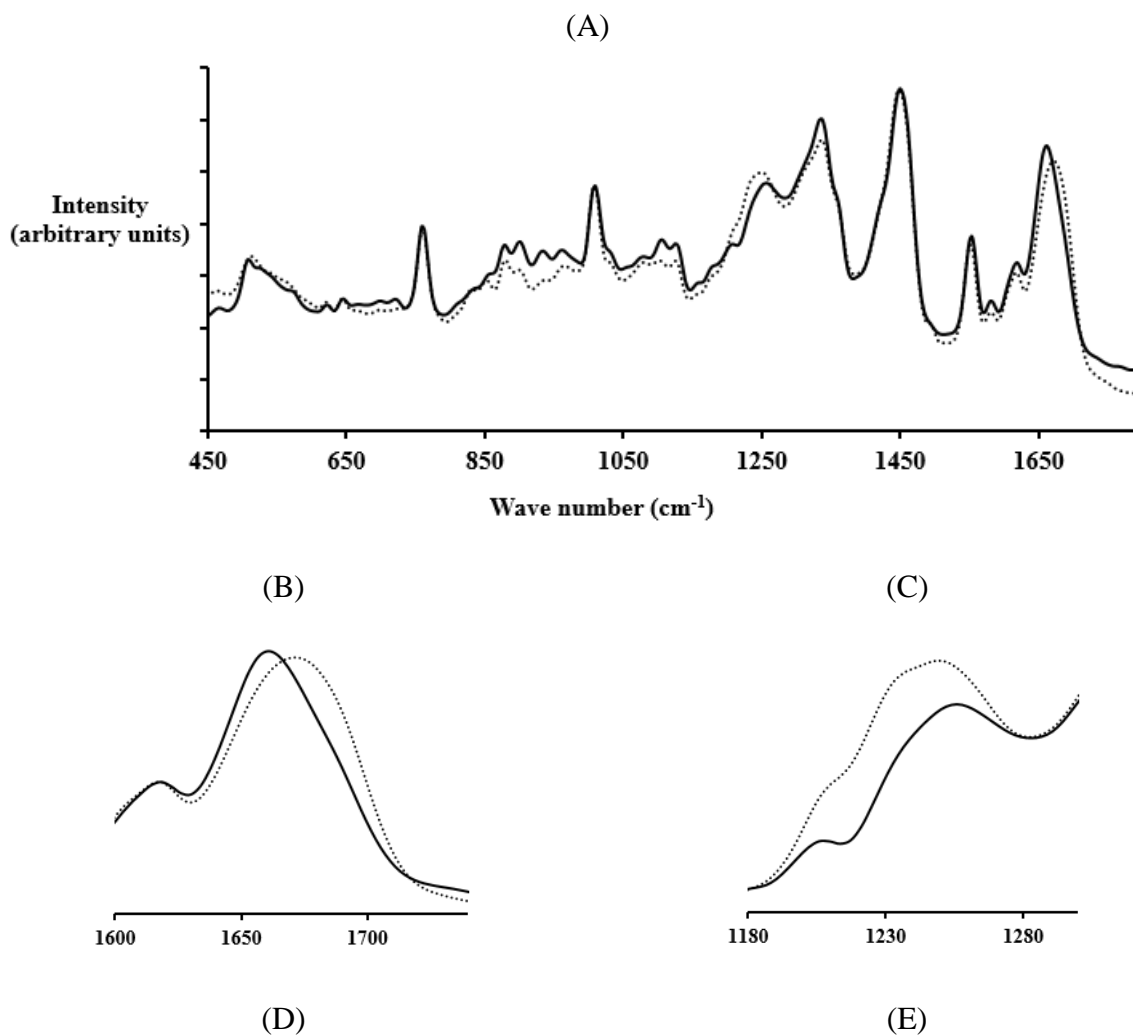 (A)
Intensity
(arbitrary units)
450 650 850 1050 1250 1450 1650
Wave number (cm-1)
(B) (C)
1600 1650 1700 1180 1230 1280
(D) (E)